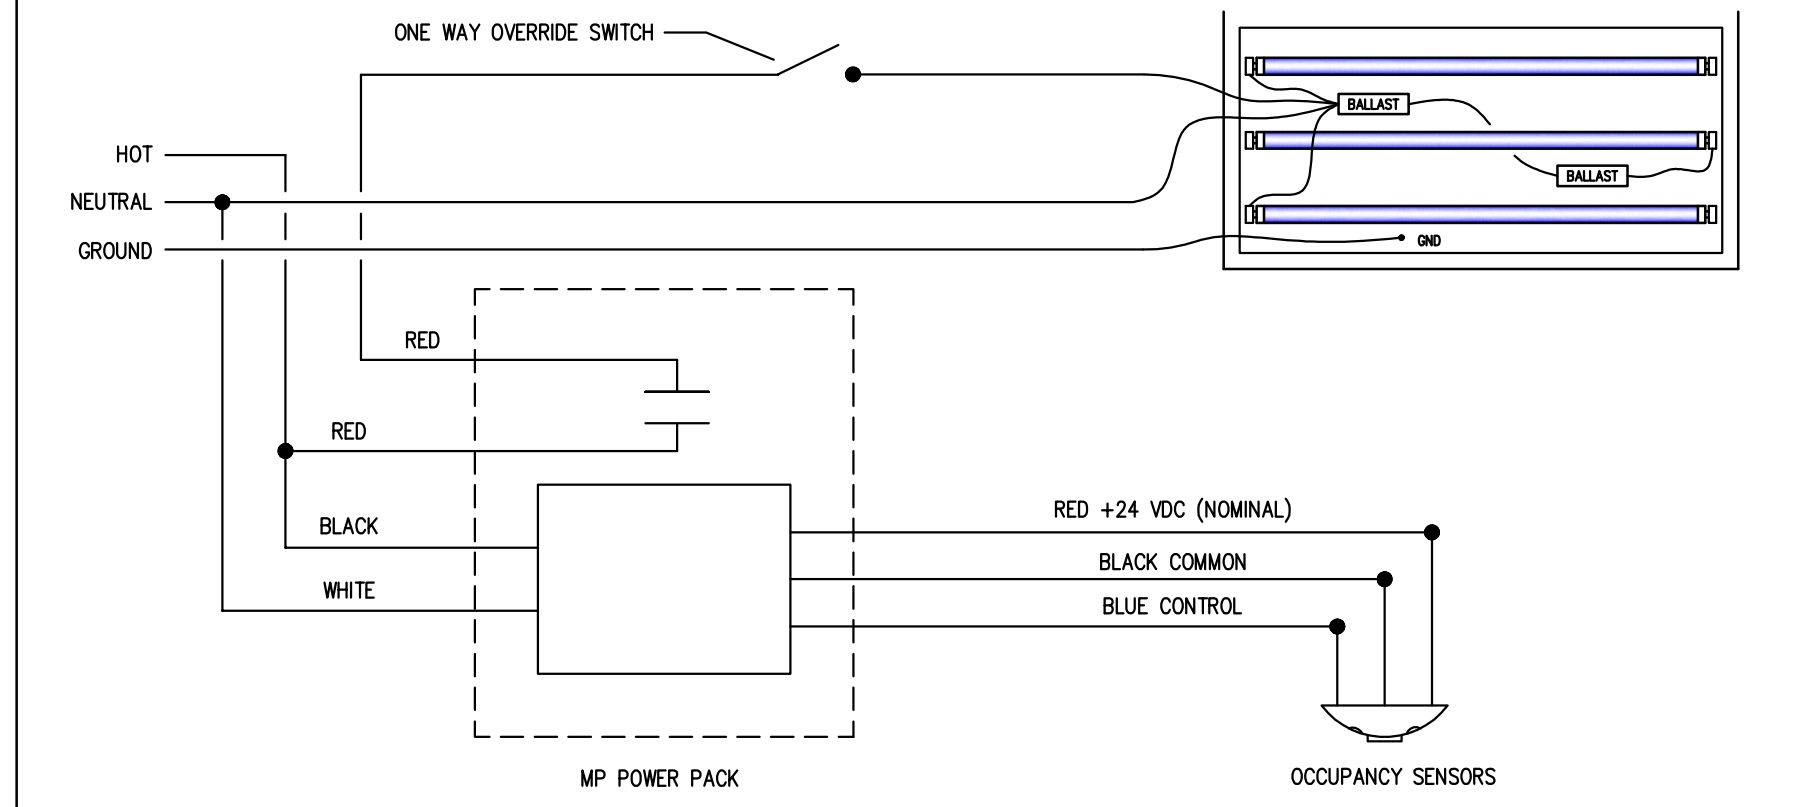 ONE WAY OVERRIDE SWITCH
BALLAST
HOT
BALLAST
NEUTRAL
GROUND
GND
RED
RED
RED +24 VDC (NOMINAL)
BLACK
BLACK COMMON
WHITE
BLUE CONTROL
MP POWER PACK
OCCUPANCY SENSORS